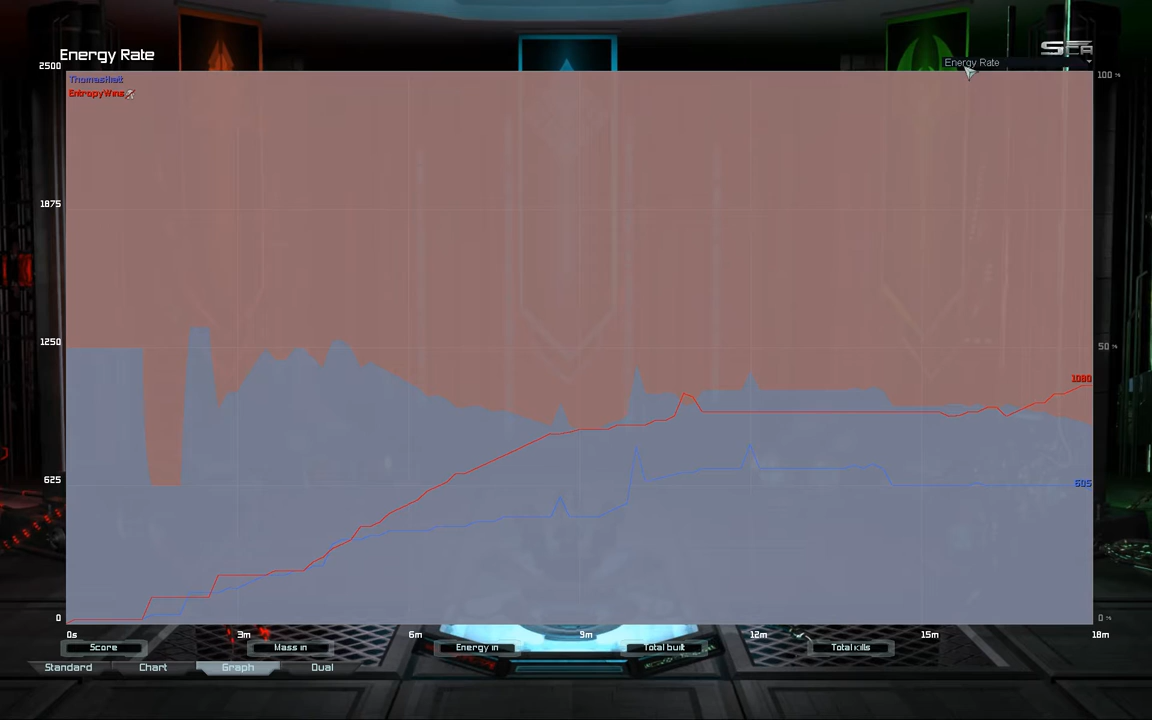 Energy Rate
2500
ThomasHiatt
EntropyWins
1875
1250
625
0
Energy Rate
100 %
50 %
0 %
1080
605
0s
3m
6m
9m
12m
15m
18m
Score
Mass in
Energy in
Total built
Total kills
Standard
Chart
Graph
Dual